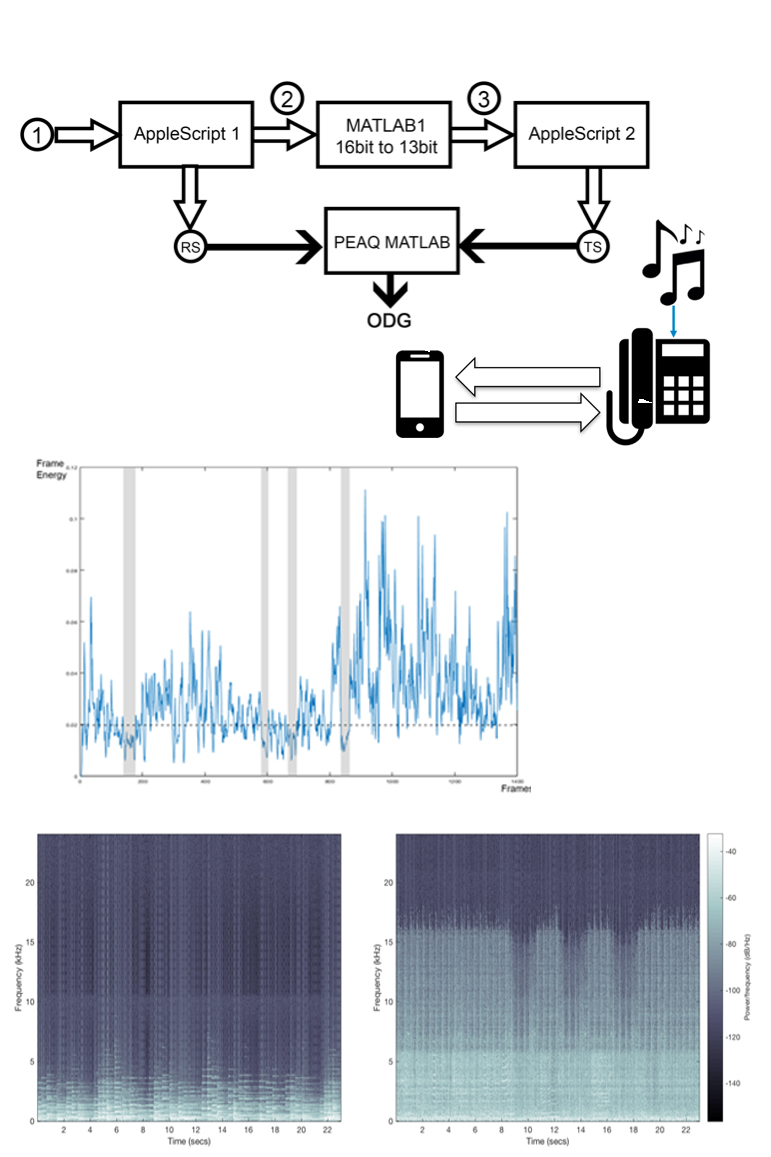 2
3
1
AppleScript 1
MATLAB1
16bit to 13bit
AppleScript 2
RS
PEAQ MATLAB
TS
ODG
Frame
Energy
0.12
0.1
0.08
0.06
0.04
0.02
0
0 200 400 600 800 1000 1200 1400
Frames
20
15
10
5
0
Frequency (kHz)
2 4 6 8 10 12 14 16 18 20 22
Time (secs)
20
15
10
5
0
Frequency (kHz)
2 4 6 8 10 12 14 16 18 20 22
Time (secs)
-40
-60
-80
-100
-120
-140
Power/frequency (dB/Hz)